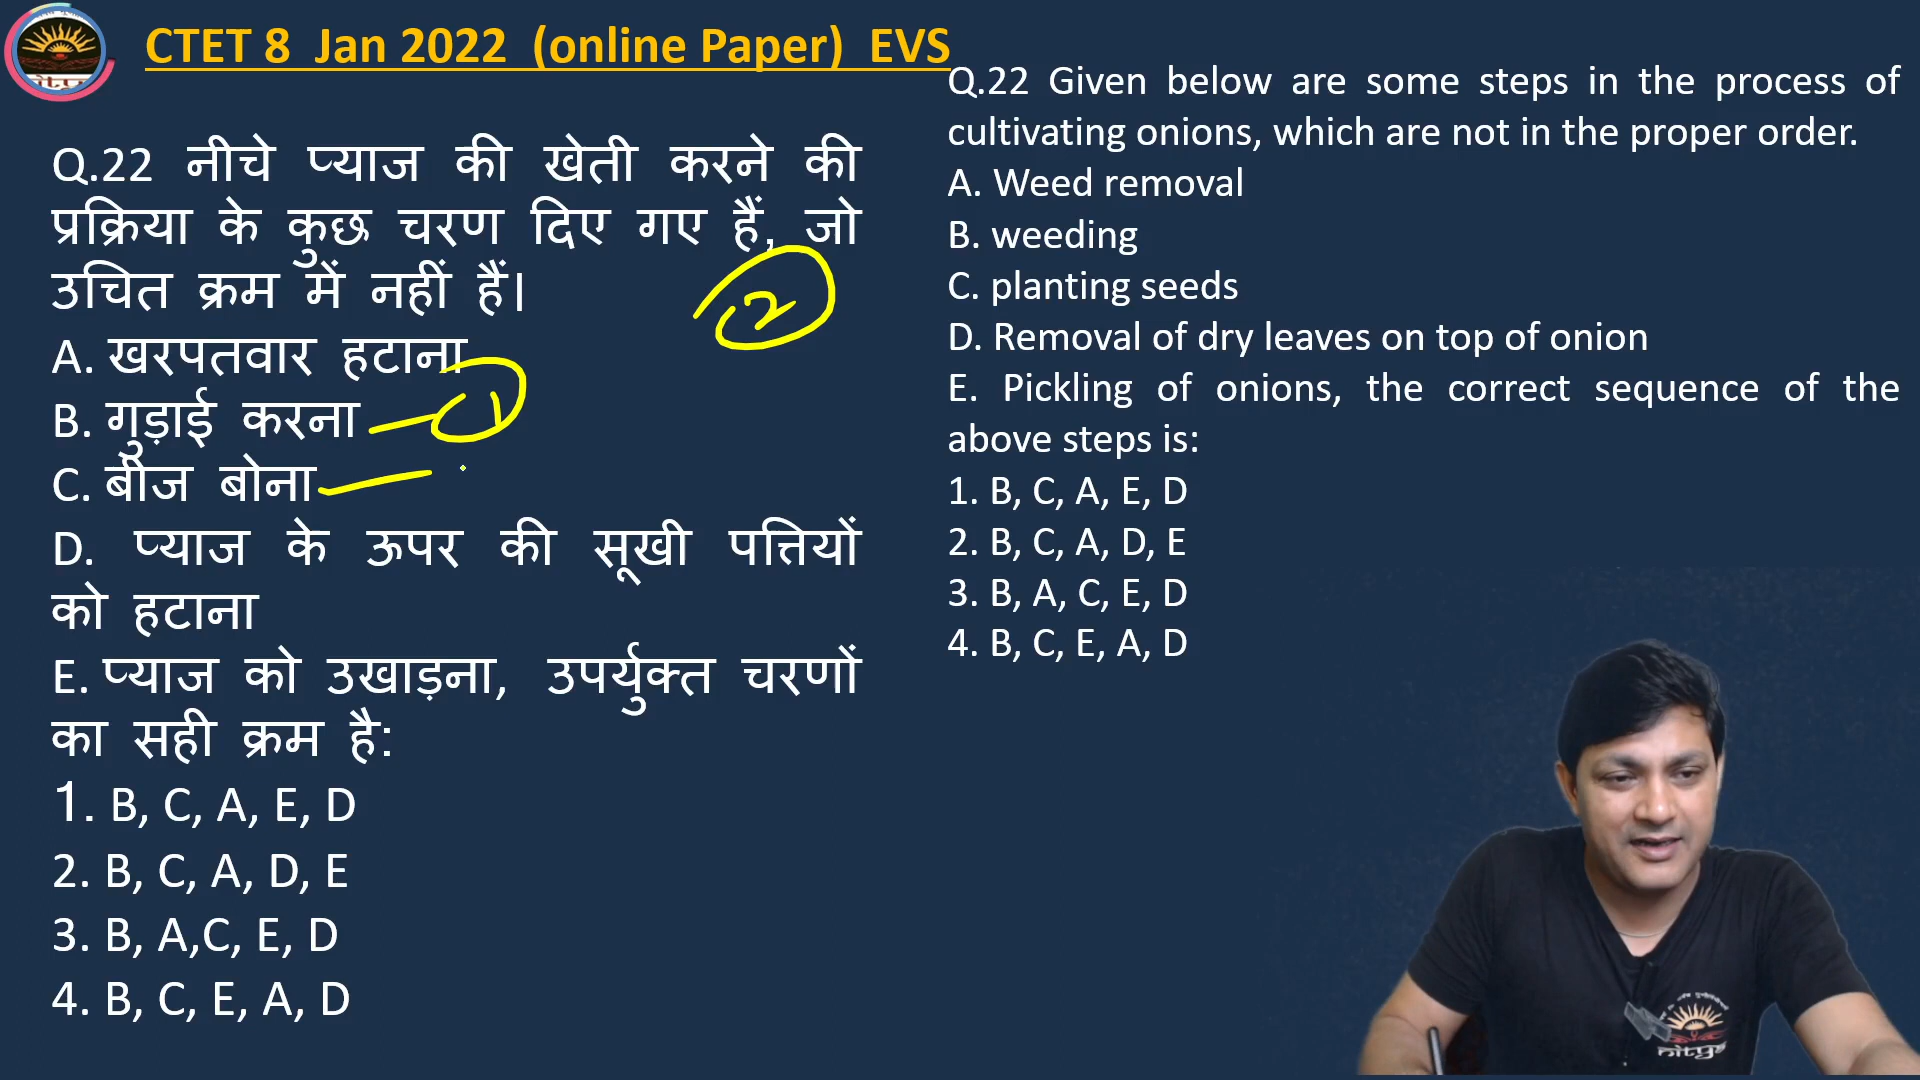 CTET 8 Jan 2022 (online Paper) EVS
Q.22 नीचे प्याज की खेती करने की
प्रक्रिया के कुछ चरण दिए गए हैं, जो
उचित क्रम में नहीं हैं।
A. खरपतवार हटाना
B. गुड़ाई करना
1
2
C. बीज बोना
D. प्याज के ऊपर की सूखी पत्तियों
को हटाना
E. प्याज को उखाड़ना, उपर्युक्त चरणों
का सही क्रम है:
1. B, C, A, E, D
2. B, C, A, D, E
3. B, A,C, E, D
4. B, C, E, A, D
Q.22 Given below are some steps in the process of
cultivating onions, which are not in the proper order.
A. Weed removal
B. weeding
C. planting seeds
D. Removal of dry leaves on top of onion
E. Pickling of onions, the correct sequence of the
above steps is:
1. B, C, A, E, D
2. B, C, A, D, E
3. B, A, C, E, D
4. B, C, E, A, D
nitya